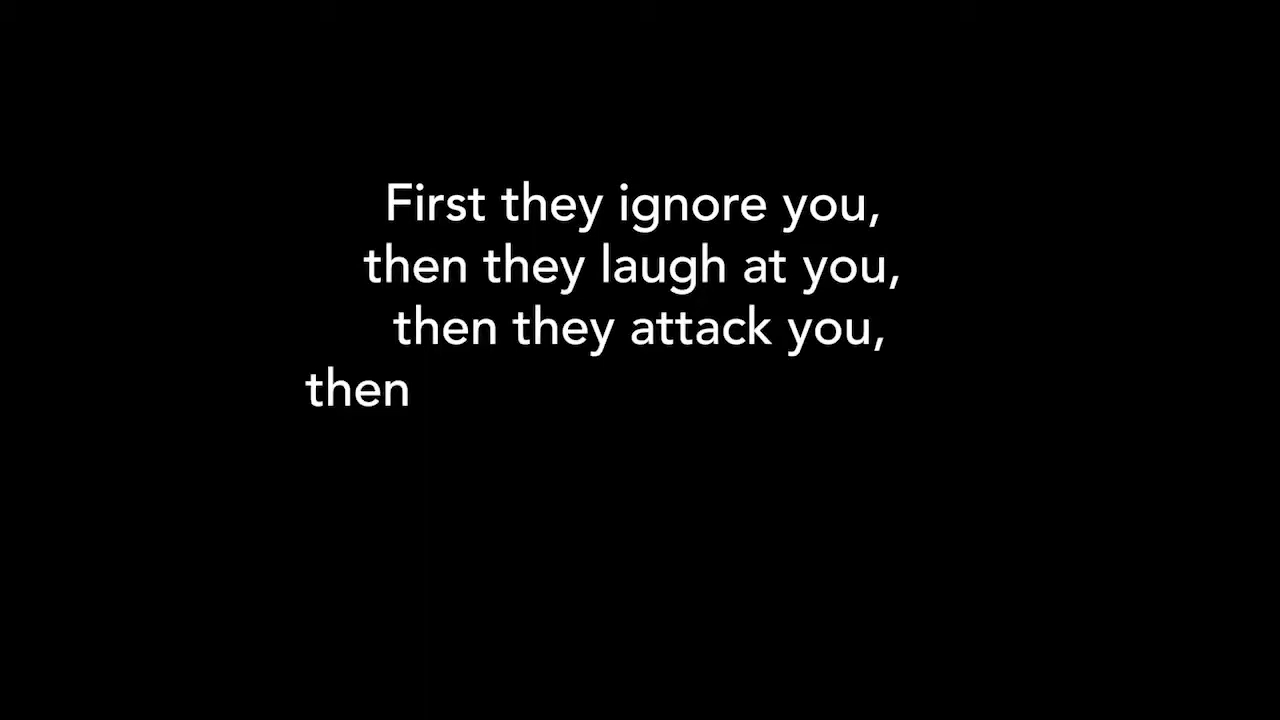 First they ignore you,
then they laugh at you,
then they attack you,
then